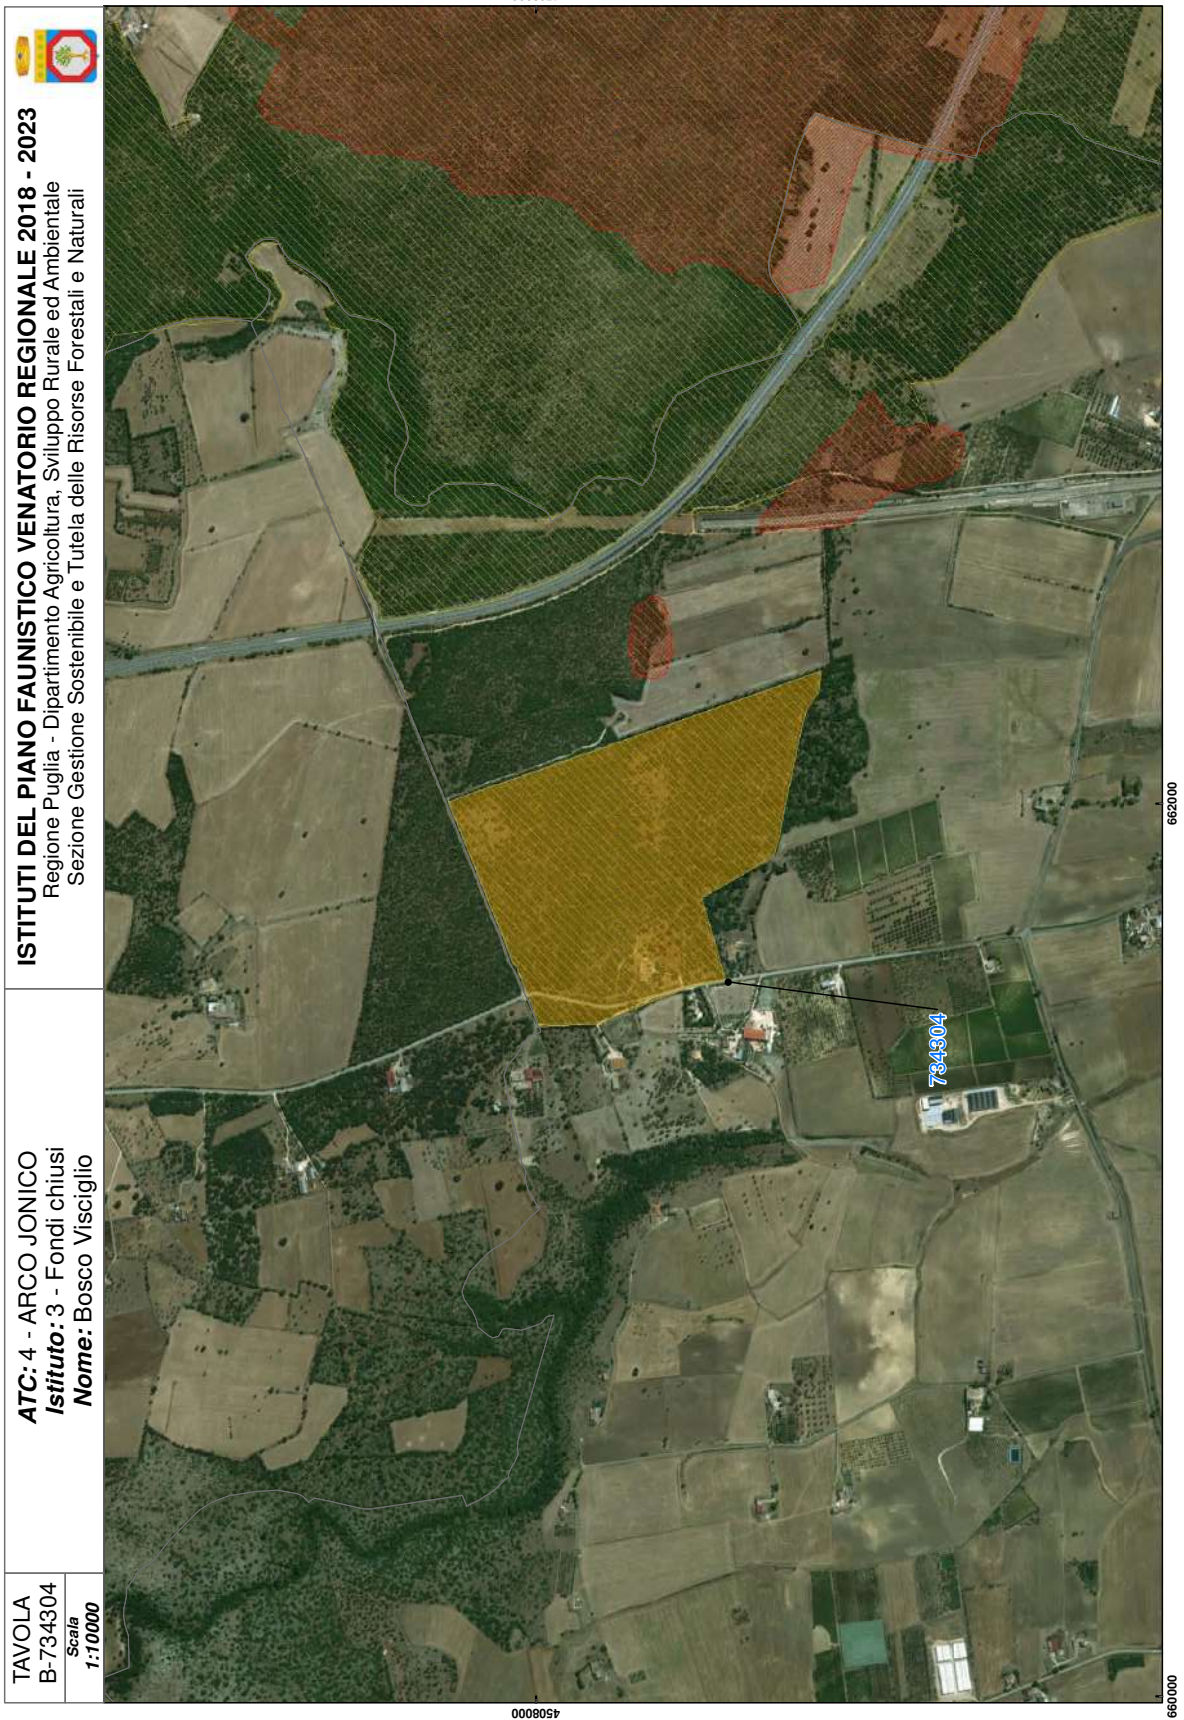 TAVOLA
B-734304
Scala
1:10000
ATC: 4 - ARCO JONICO
Istituto: 3 - Fondi chiusi
Nome: Bosco Visciglio
ISTITUTI DEL PIANO FAUNISTICO VENATORIO REGIONALE 2018 - 2023
Regione Puglia - Dipartimento Agricoltura, Sviluppo Rurale ed Ambientale
Sezione Gestione Sostenibile e Tutela delle Risorse Forestali e Naturali
734304
4508000
660000
662000